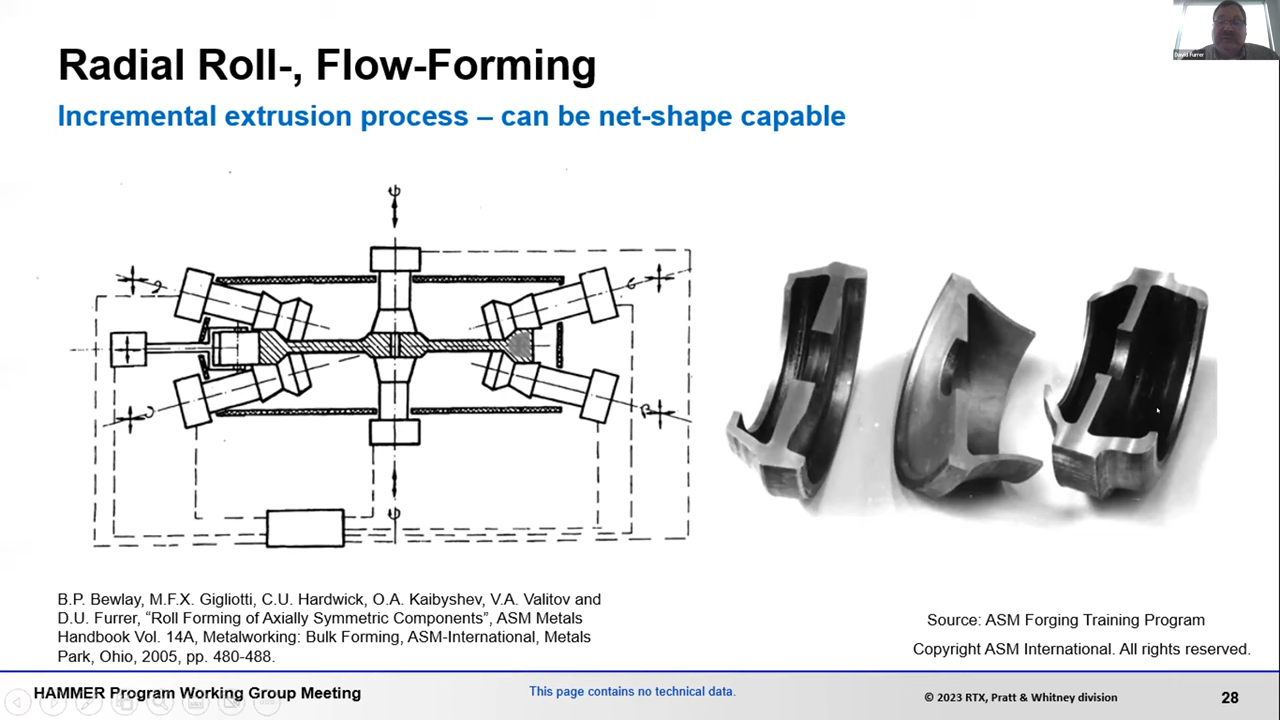 David Furrer
Radial Roll-, Flow-Forming
Incremental extrusion process – can be net-shape capable
B.P. Bewlay, M.F.X. Gigliotti, C.U. Hardwick, O.A. Kaibyshev, V.A. Valitov and
D.U. Furrer, “Roll Forming of Axially Symmetric Components”, ASM Metals
Handbook Vol. 14A, Metalworking: Bulk Forming, ASM-International, Metals
Park, Ohio, 2005, pp. 480-488.
Source: ASM Forging Training Program
Copyright ASM International. All rights reserved.
HAMMER Program Working Group Meeting
This page contains no technical data.
© 2023 RTX, Pratt & Whitney division
28